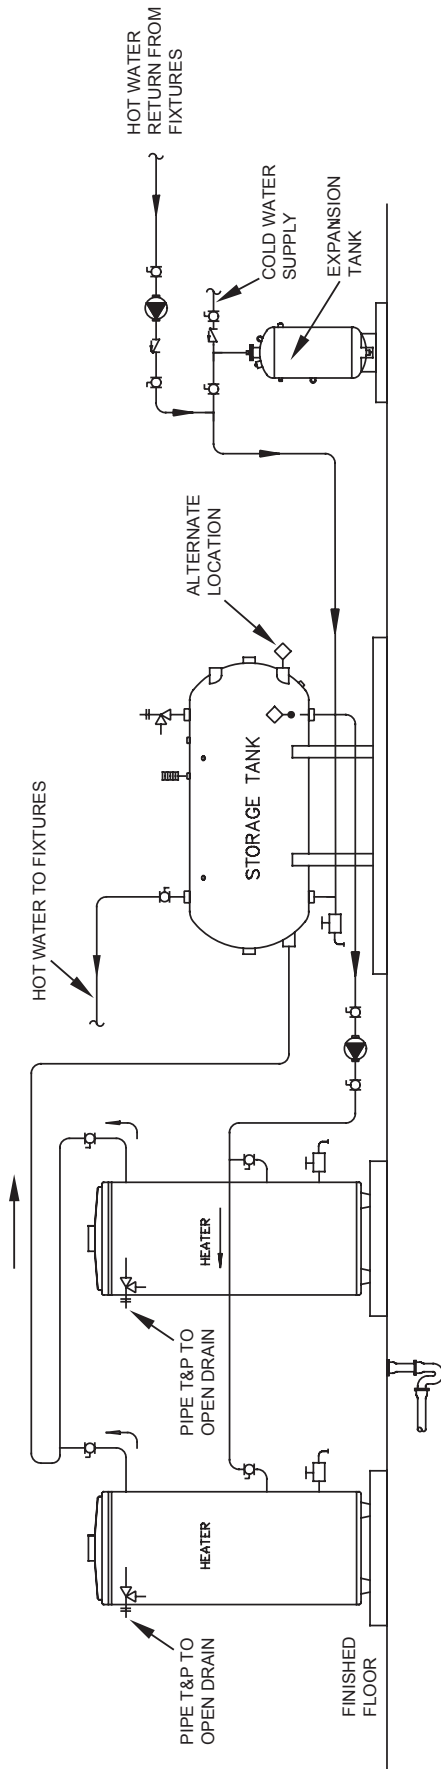 PIPE T&P TO
OPEN DRAIN
HEATER
PIPE T&P TO
OPEN DRAIN
HEATER
HOT WATER TO FIXTURES
STORAGE TANK
ALTERNATE
LOCATION
HOT WATER
RETURN FROM
FIXTURES
COLD WATER
SUPPLY
EXPANSION
TANK
FINISHED
FLOOR